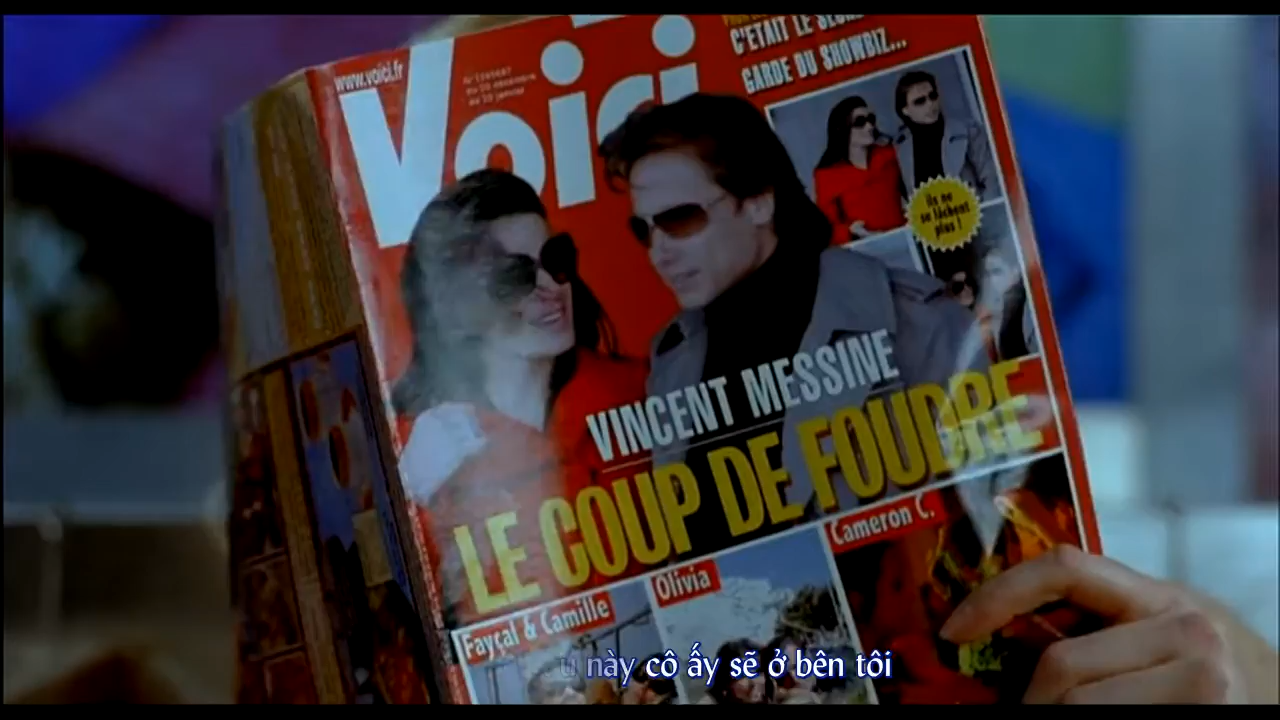 www.voici.fr
Voici
C'ETAIT LE
GARDE DU SHOWBIZ...
ils ne
se lâchent
plus !
VINCENT MESSINE
LE COUP DE FOUDRE
Cameron C.
Olivia
Fayçal & Camille
này cô ấy sẽ ở bên tôi